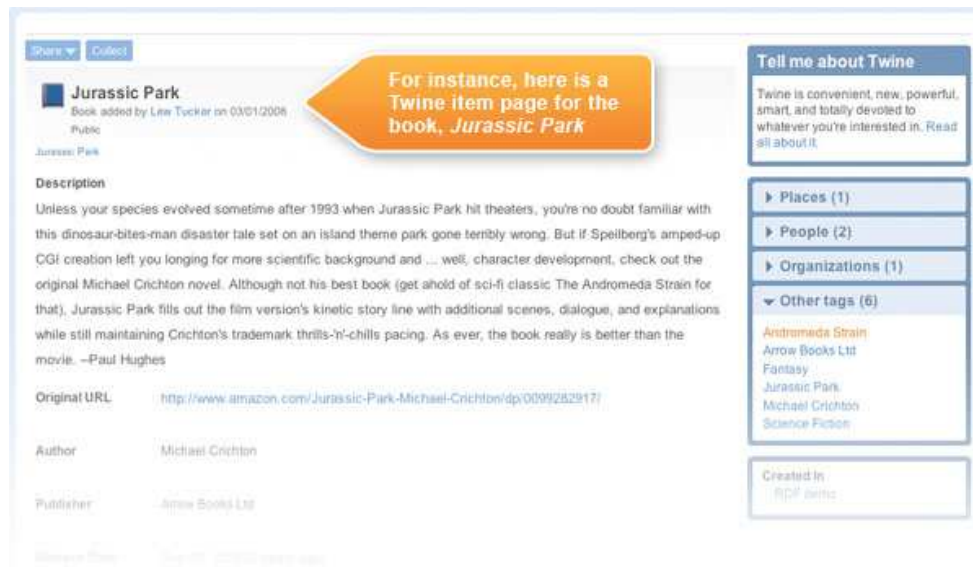 Share Collect
Jurassic Park
Book added by Lew Tucker on 03/01/2008
Public
Jurassic Park
For instance, here is a
Twine item page for the
book, Jurassic Park
Description
Unless your species evolved sometime after 1993 when Jurassic Park hit theaters, you're no doubt familiar with
this dinosaur-bites-man disaster tale set on an island theme park gone terribly wrong. But if Speilberg's amped-up
CGI creation left you longing for more scientific background and ... well, character development, check out the
original Michael Crichton novel. Although not his best book (get ahold of sci-fi classic The Andromeda Strain for
that), Jurassic Park fills out the film version's kinetic story line with additional scenes, dialogue, and explanations
while still maintaining Crichton's trademark thrills-'n'-chills pacing. As ever, the book really is better than the
movie. --Paul Hughes
Original URL http://www.amazon.com/Jurassic-Park-Michael-Crichton/dp/0099282917/
Author Michael Crichton
Publisher Arrow Books Ltd
Tell me about Twine
Twine is convenient, new, powerful,
smart, and totally devoted to
whatever you're interested in. Read
all about it.
Places (1)
People (2)
Organizations (1)
Other tags (6)
Andromeda Strain
Arrow Books Ltd
Fantasy
Jurassic Park
Michael Crichton
Science Fiction
Created In
RDF demo